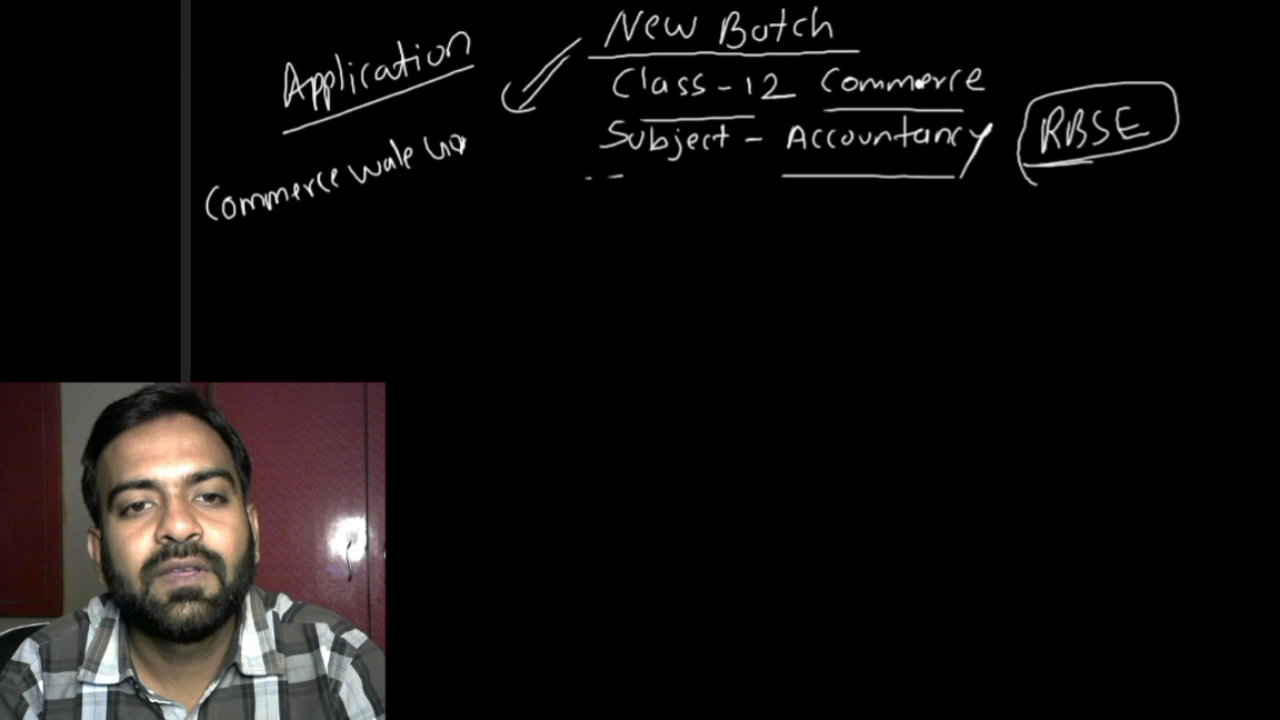 Application
Commerce wale
New Batch
Class-12 Commerce
Subject - Accountancy
RBSE